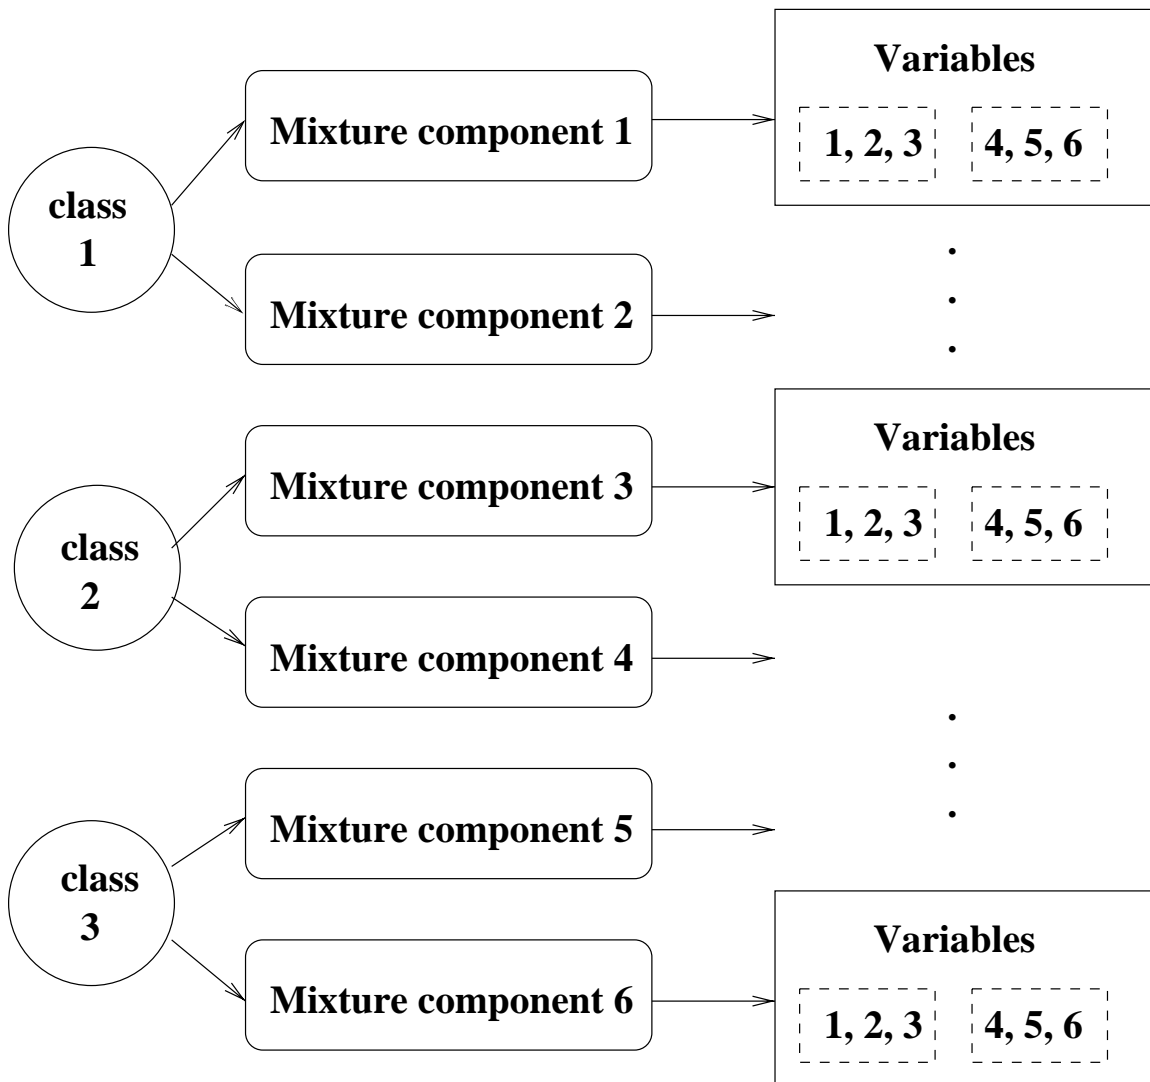 Variables
Mixture component 1
1, 2, 3
4, 5, 6
class
1
Mixture component 2
Variables
Mixture component 3
1, 2, 3
4, 5, 6
class
2
Mixture component 4
Mixture component 5
class
3
Variables
Mixture component 6
1, 2, 3
4, 5, 6